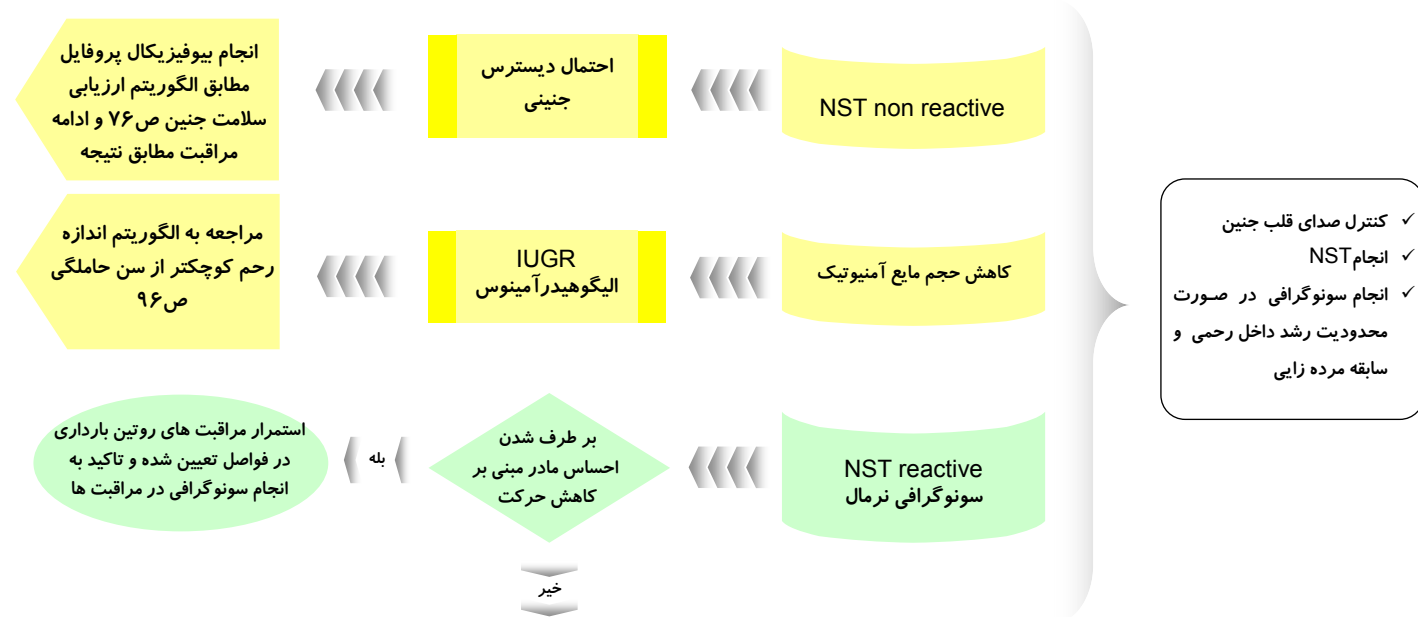 کنترل صدای قلب جنین
انجام NST
انجام سونوگرافی در صورت
محدودیت رشد داخل رحمی و
سابقه مرده زایی
NST non reactive
احتمال دیسترس
جنینی
انجام بیوفیزیکال پروفایل
مطابق الگوریتم ارزیابی
سلامت جنین ص۷۶ و ادامه
مراقبت مطابق نتیجه
کاهش حجم مایع آمنیوتیک
IUGR
الیگوهیدرآمینوس
مراجعه به الگوریتم اندازه
رحم کوچکتر از سن حاملگی
ص۹۶
NST reactive
سونوگرافی نرمال
بر طرف شدن
احساس مادر مبنی بر
کاهش حرکت
بله
استمرار مراقبت های روتین بارداری
در فواصل تعیین شده و تاکید به
انجام سونوگرافی در مراقبت ها
خیر